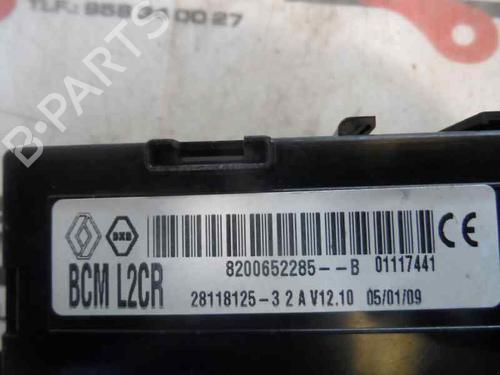 B-PARTS
8200652285--B 01117441
BCM L2CR
28118125-3 2 A V12.10 05/01/09
CE